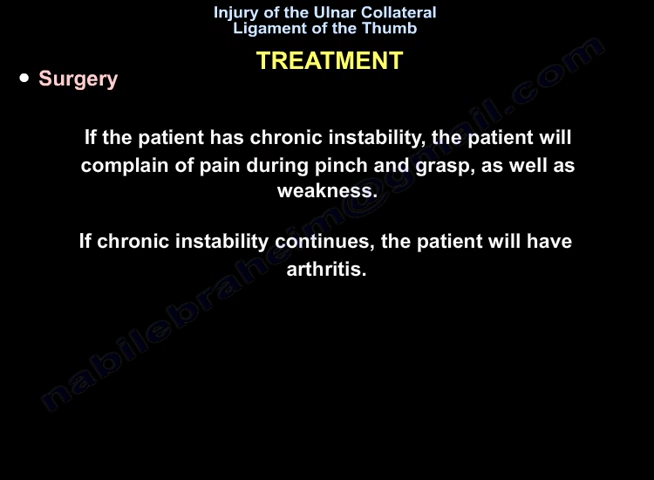 Injury of the Ulnar Collateral
Ligament of the Thumb
TREATMENT
• Surgery
If the patient has chronic instability, the patient will
complain of pain during pinch and grasp, as well as
weakness.
If chronic instability continues, the patient will have
arthritis.
nabilebraheim@gmail.com